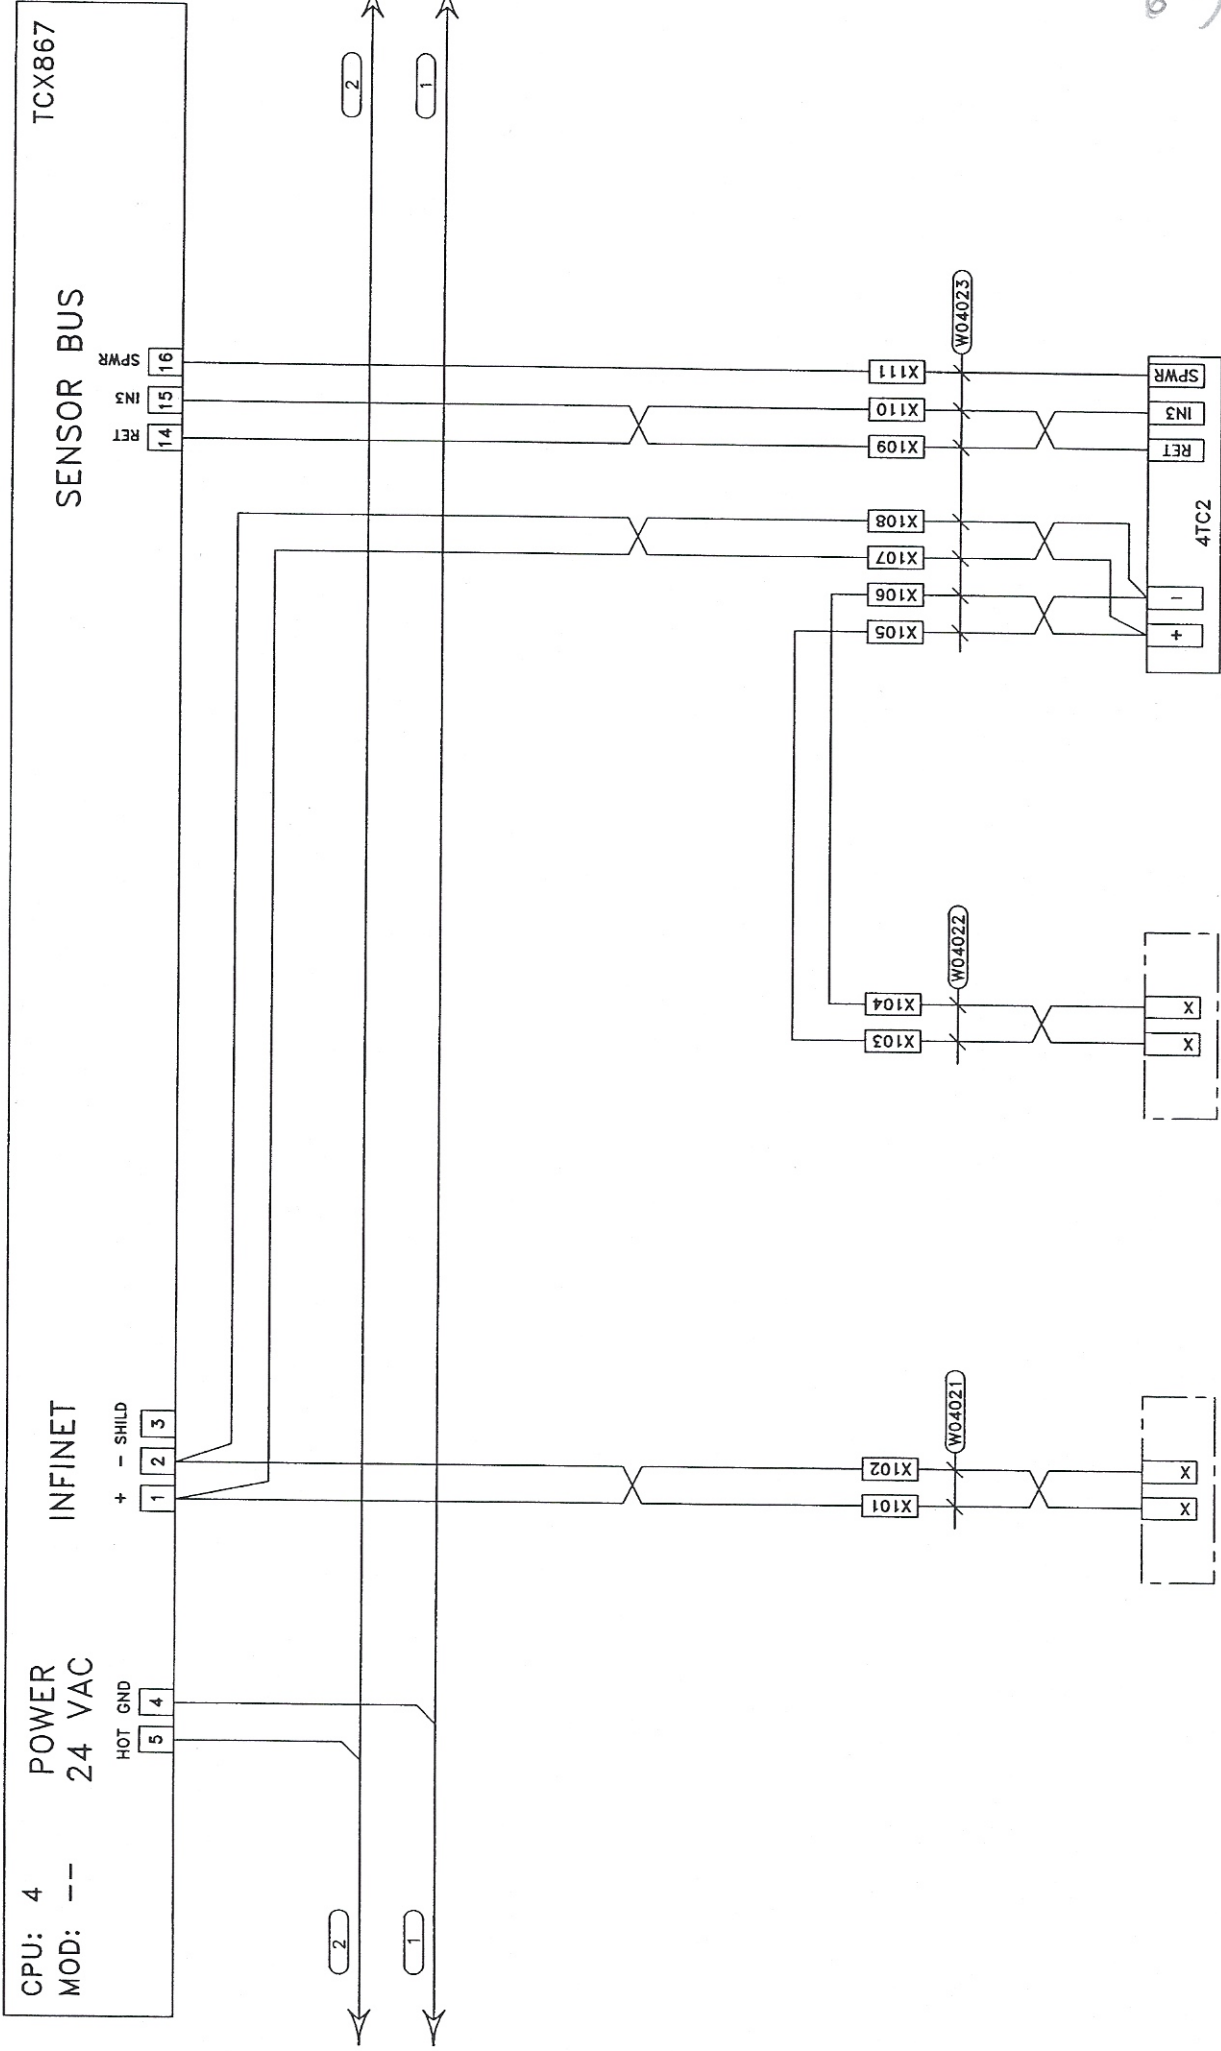 CPU: 4
MOD: --
POWER
24 VAC
INFINET
SENSOR BUS
TCX867
HOT GND
+ - SHILD
RET IN3 SPWR
5 4
1 2 3
14 15 16
2
2
1
1
X101
X102
X103
X104
X105
X106
X107
X108
X109
X110
X111
W04021
W04022
W04023
X X
X X
+ -
RET IN3 SPWR
4TC2